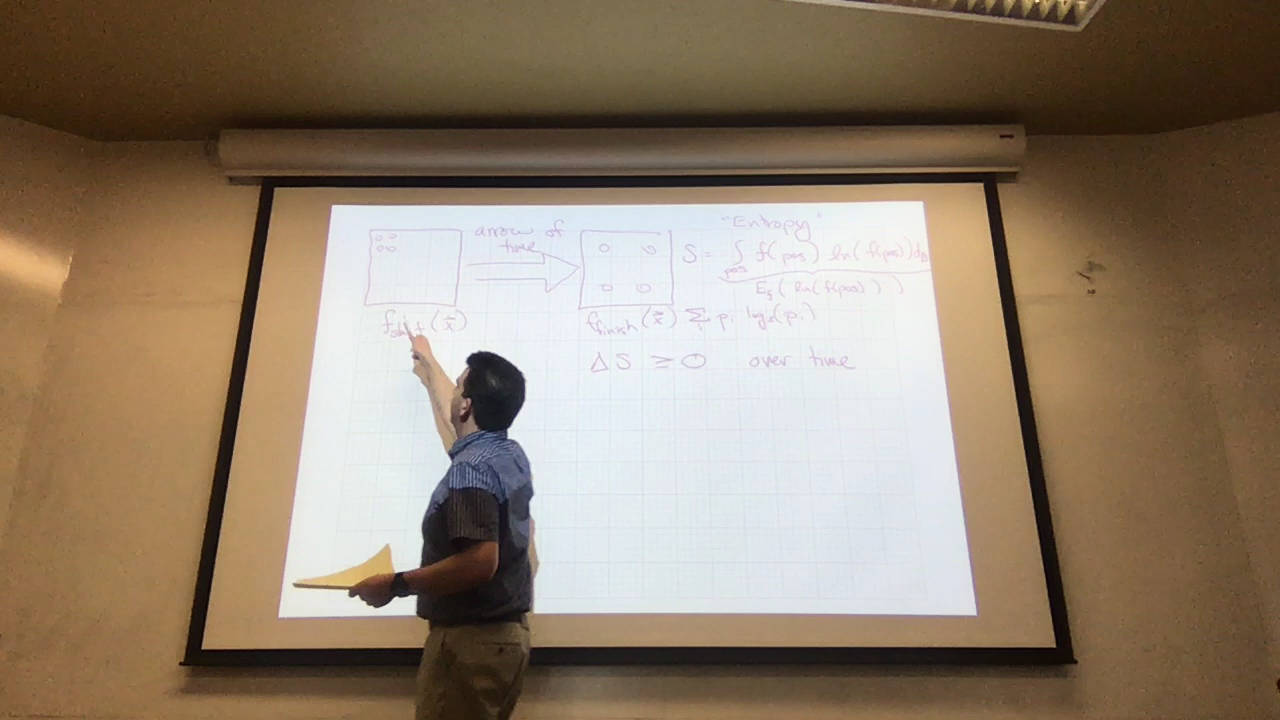 "Entropy"
arrow of
time
S = ∫ f(pos) ln(f(pos)) d
pos
E_f(ln(f(pos)))
f_start(x⃗)
f_finish(x⃗) Σ_i p_i log_2(p_i)
ΔS ≥ 0 over time